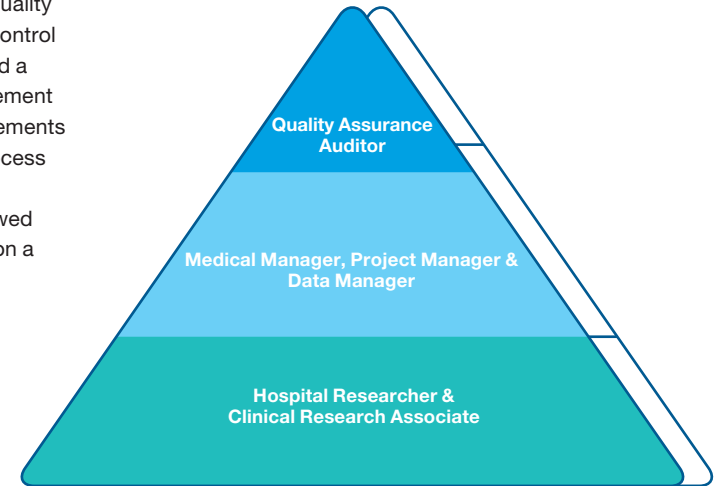 uality
ontrol
d a
ement
ements
cess
wed
on a
Quality Assurance
Auditor
Medical Manager, Project Manager &
Data Manager
Hospital Researcher &
Clinical Research Associate